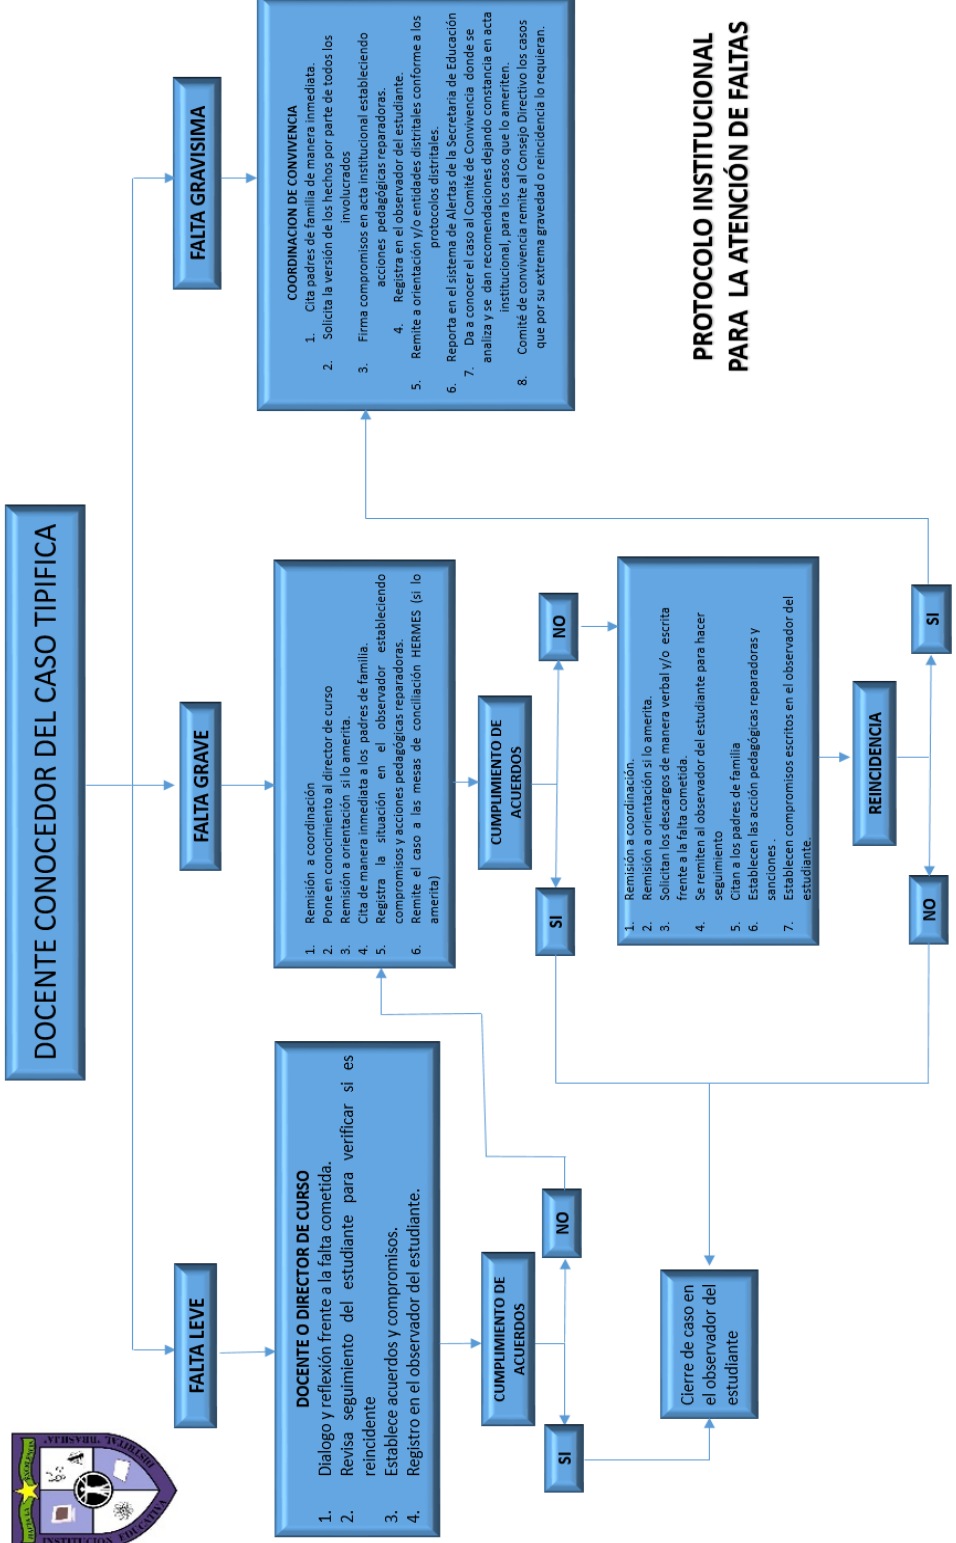 DOCENTE CONOCEDOR DEL CASO TIPIFICA
FALTA LEVE
FALTA GRAVE
FALTA GRAVISIMA
DOCENTE O DIRECTOR DE CURSO
1. Dialogo y reflexión frente a la falta cometida.
2. Revisa seguimiento del estudiante para verificar si es
reincidente
3. Establece acuerdos y compromisos.
4. Registro en el observador del estudiante.
CUMPLIMIENTO DE
ACUERDOS
SI
NO
Cierre de caso en
el observador del
estudiante
1. Remisión a coordinación
2. Pone en conocimiento al director de curso
3. Remisión a orientación si lo amerita.
4. Cita de manera inmediata a los padres de familia.
5. Registra la situación en el observador estableciendo
compromisos y acciones pedagógicas reparadoras.
6. Remite el caso a las mesas de conciliación HERMES (si lo
amerita)
CUMPLIMIENTO DE
ACUERDOS
SI
NO
1. Remisión a coordinación.
2. Remisión a orientación si lo amerita.
3. Solicitan los descargos de manera verbal y/o escrita
frente a la falta cometida.
4. Se remiten al observador del estudiante para hacer
seguimiento
5. Citan a los padres de familia
6. Establecen las acción pedagógicas reparadoras y
sanciones .
7. Establecen compromisos escritos en el observador del
estudiante.
REINCIDENCIA
NO
SI
COORDINACION DE CONVIVENCIA
1. Cita padres de familia de manera inmediata.
2. Solicita la versión de los hechos por parte de todos los
involucrados
3. Firma compromisos en acta institucional estableciendo
acciones pedagógicas reparadoras.
4. Registra en el observador del estudiante.
5. Remite a orientación y/o entidades distritales conforme a los
protocolos distritales.
6. Reporta en el sistema de Alertas de la Secretaria de Educación
7. Da a conocer el caso al Comité de Convivencia donde se
analiza y se dan recomendaciones dejando constancia en acta
institucional, para los casos que lo ameriten.
8. Comité de convivencia remite al Consejo Directivo los casos
que por su extrema gravedad o reincidencia lo requieran.
PROTOCOLO INSTITUCIONAL
PARA LA ATENCIÓN DE FALTAS
INSTITUCION EDUCATIVA
DISTRITAL "BRASILIA"